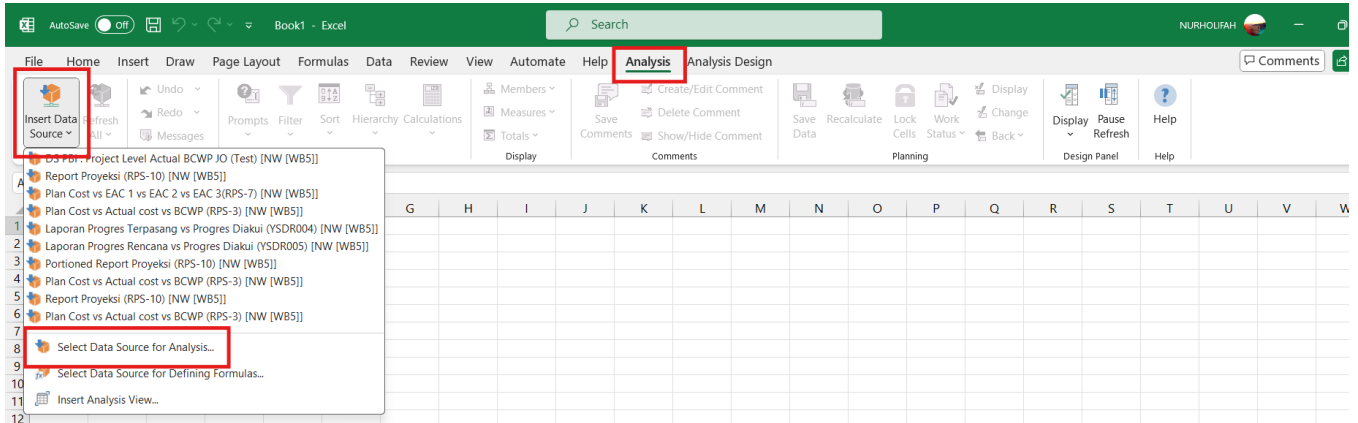 AutoSave Off Book1 - Excel Search NURHOLIFAH
File Home Insert Draw Page Layout Formulas Data Review View Automate Help Analysis Analysis Design Comments
Insert Data Source
Refresh All
Undo
Redo
Messages
Prompts Filter Sort Hierarchy Calculations
Members
Measures
Totals
Display
Save Comments
Create/Edit Comment
Delete Comment
Show/Hide Comment
Comments
Save Data
Recalculate
Lock Cells
Work Status
Display
Change
Back
Planning
Display
Pause Refresh
Design Panel
Help
Help
DS PBI : Project Level Actual BCWP JO (Test) [NW [WB5]]
Report Proyeksi (RPS-10) [NW [WB5]]
Plan Cost vs EAC 1 vs EAC 2 vs EAC 3(RPS-7) [NW [WB5]]
Plan Cost vs Actual cost vs BCWP (RPS-3) [NW [WB5]]
Laporan Progres Terpasang vs Progres Diakui (YSDR004) [NW [WB5]]
Laporan Progres Rencana vs Progres Diakui (YSDR005) [NW [WB5]]
Portioned Report Proyeksi (RPS-10) [NW [WB5]]
Plan Cost vs Actual cost vs BCWP (RPS-3) [NW [WB5]]
Report Proyeksi (RPS-10) [NW [WB5]]
Plan Cost vs Actual cost vs BCWP (RPS-3) [NW [WB5]]
Select Data Source for Analysis...
Select Data Source for Defining Formulas...
Insert Analysis View...
A
G H I J K L M N O P Q R S T U V W
1
2
3
4
5
6
7
8
9
10
11
12